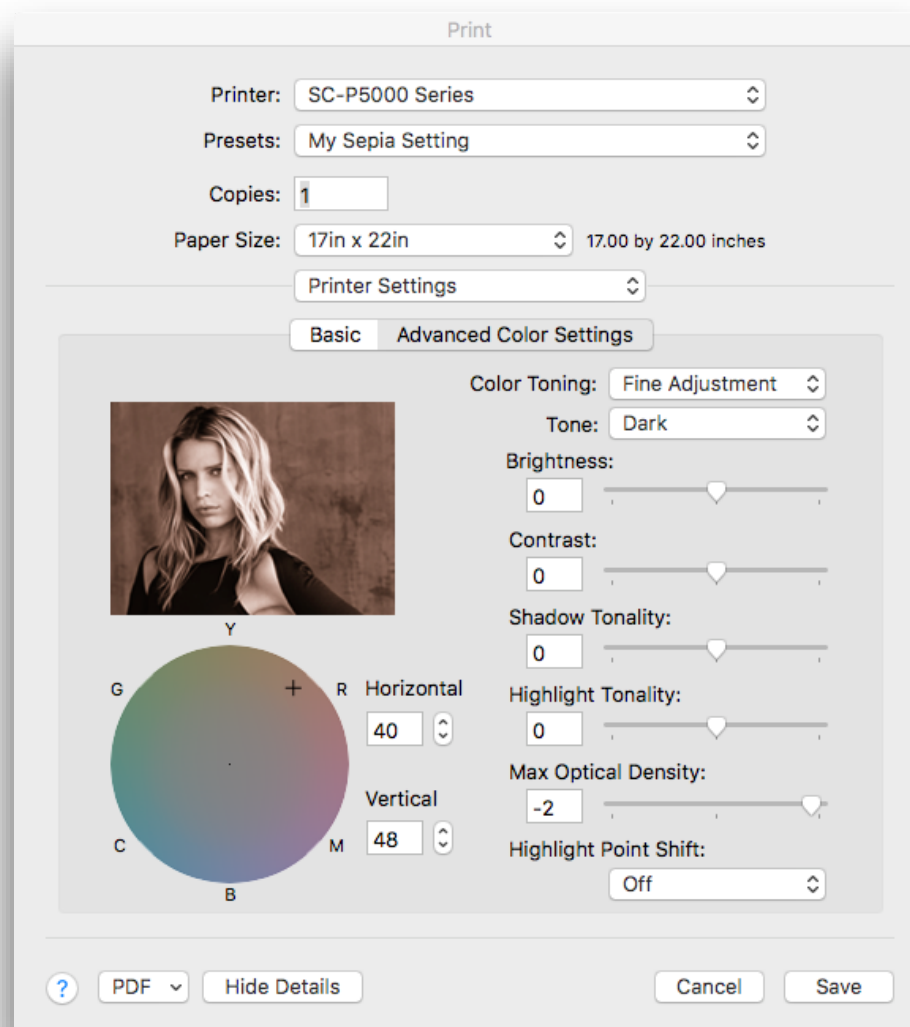 Print
Printer: SC-P5000 Series
Presets: My Sepia Setting
Copies: 1
Paper Size: 17in x 22in 17.00 by 22.00 inches
Printer Settings
Basic Advanced Color Settings
Color Toning: Fine Adjustment
Tone: Dark
Brightness:
0
Contrast:
0
Shadow Tonality:
0
Highlight Tonality:
0
Max Optical Density:
-2
Highlight Point Shift:
Off
Y
G R
C M
B
Horizontal
40
Vertical
48
? PDF Hide Details Cancel Save